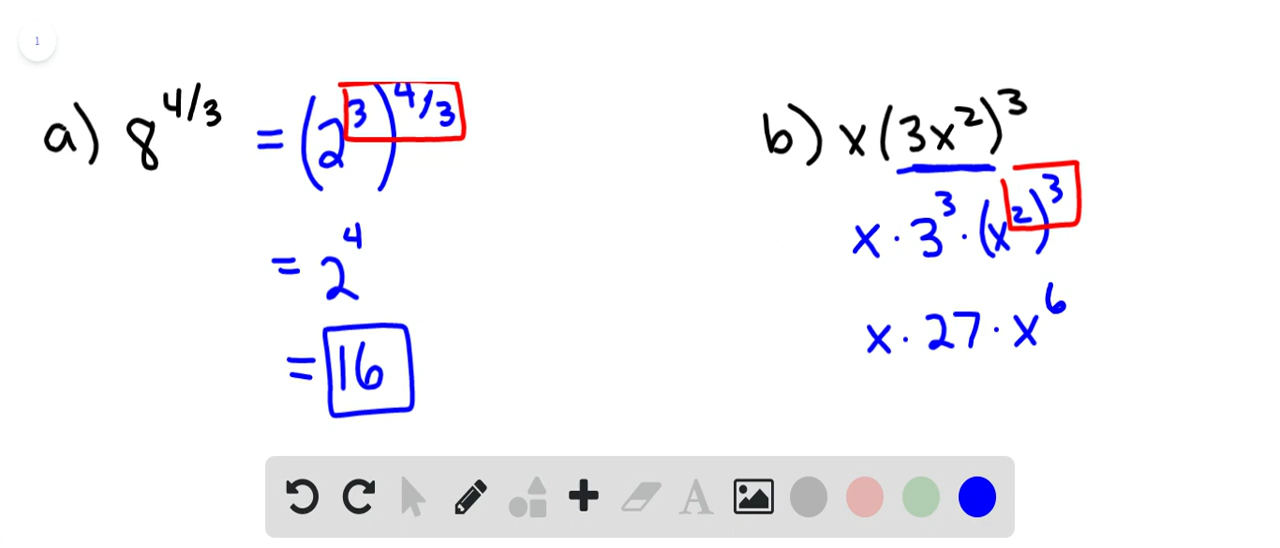 1
a) 8^{4/3} = (2^3)^{4/3}
= 2^4
= 16
b) x(3x^2)^3
x · 3^3 · (x^2)^3
x · 27 · x^6
A